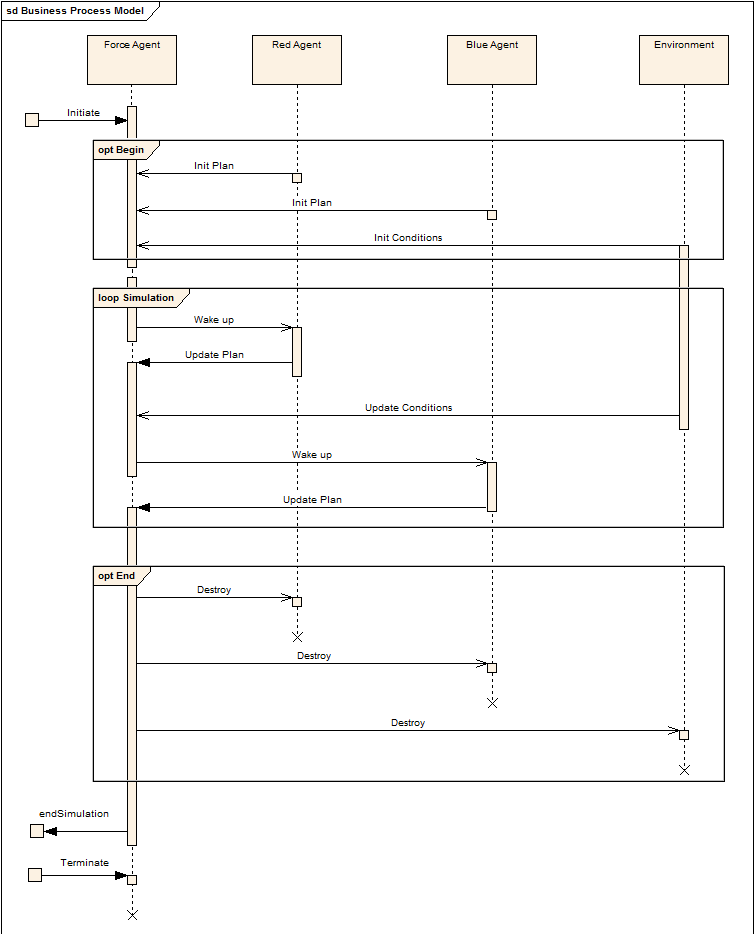 sd Business Process Model
Force Agent
Red Agent
Blue Agent
Environment
Initiate
opt Begin
Init Plan
Init Plan
Init Conditions
loop Simulation
Wake up
Update Plan
Update Conditions
Wake up
Update Plan
opt End
Destroy
Destroy
Destroy
endSimulation
Terminate